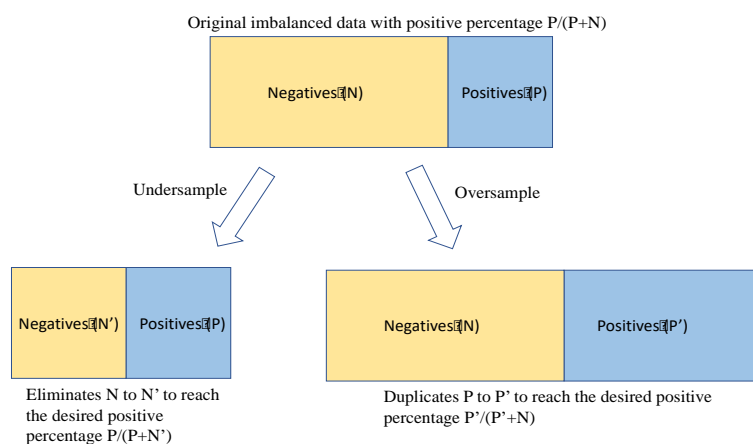 Original imbalanced data with positive percentage P/(P+N)
Negatives (N)
Positives (P)
Undersample
Oversample
Negatives (N’)
Positives (P)
Negatives (N)
Positives (P’)
Eliminates N to N’ to reach
the desired positive
percentage P/(P+N’)
Duplicates P to P’ to reach the desired positive
percentage P’/(P’+N)